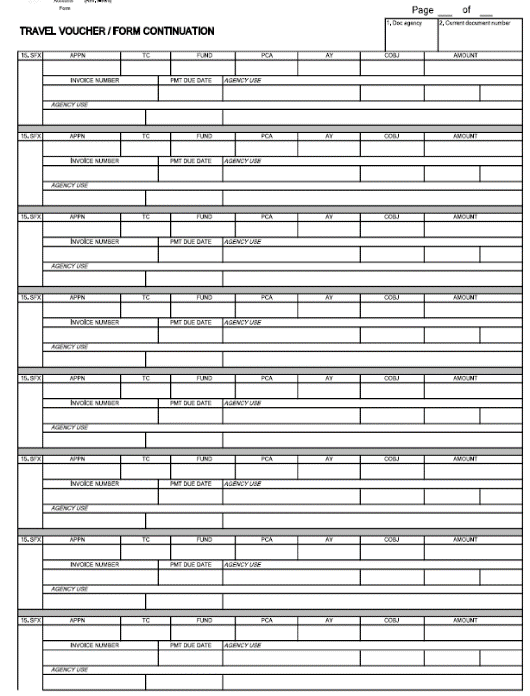 Form
Page __ of __
TRAVEL VOUCHER / FORM CONTINUATION
1. Doc agency 2. Current document number
15. SFX APPN TC FUND PCA AY COBJ AMOUNT
INVOICE NUMBER PMT DUE DATE AGENCY USE
AGENCY USE
15. SFX APPN TC FUND PCA AY COBJ AMOUNT
INVOICE NUMBER PMT DUE DATE AGENCY USE
AGENCY USE
15. SFX APPN TC FUND PCA AY COBJ AMOUNT
INVOICE NUMBER PMT DUE DATE AGENCY USE
AGENCY USE
15. SFX APPN TC FUND PCA AY COBJ AMOUNT
INVOICE NUMBER PMT DUE DATE AGENCY USE
AGENCY USE
15. SFX APPN TC FUND PCA AY COBJ AMOUNT
INVOICE NUMBER PMT DUE DATE AGENCY USE
AGENCY USE
15. SFX APPN TC FUND PCA AY COBJ AMOUNT
INVOICE NUMBER PMT DUE DATE AGENCY USE
AGENCY USE
15. SFX APPN TC FUND PCA AY COBJ AMOUNT
INVOICE NUMBER PMT DUE DATE AGENCY USE
AGENCY USE
15. SFX APPN TC FUND PCA AY COBJ AMOUNT
INVOICE NUMBER PMT DUE DATE AGENCY USE
AGENCY USE